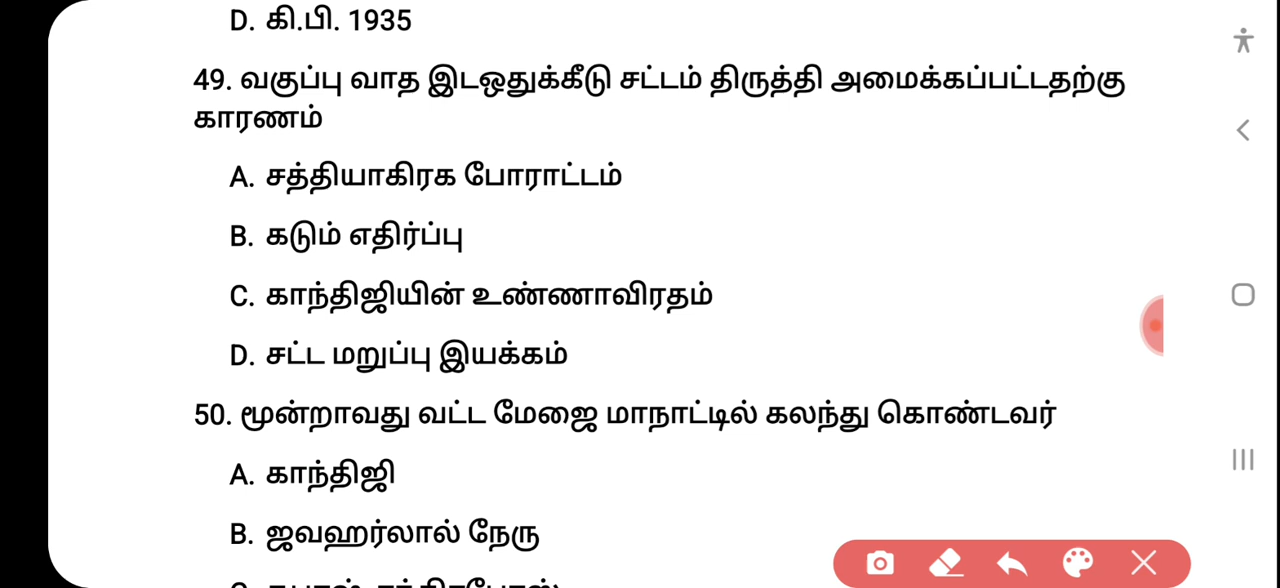 D. கி.பி. 1935
49. வகுப்பு வாத இடஒதுக்கீடு சட்டம் திருத்தி அமைக்கப்பட்டதற்கு
காரணம்
A. சத்தியாகிரக போராட்டம்
B. கடும் எதிர்ப்பு
C. காந்திஜியின் உண்ணாவிரதம்
D. சட்ட மறுப்பு இயக்கம்
50. மூன்றாவது வட்ட மேஜை மாநாட்டில் கலந்து கொண்டவர்
A. காந்திஜி
B. ஜவஹர்லால் நேரு